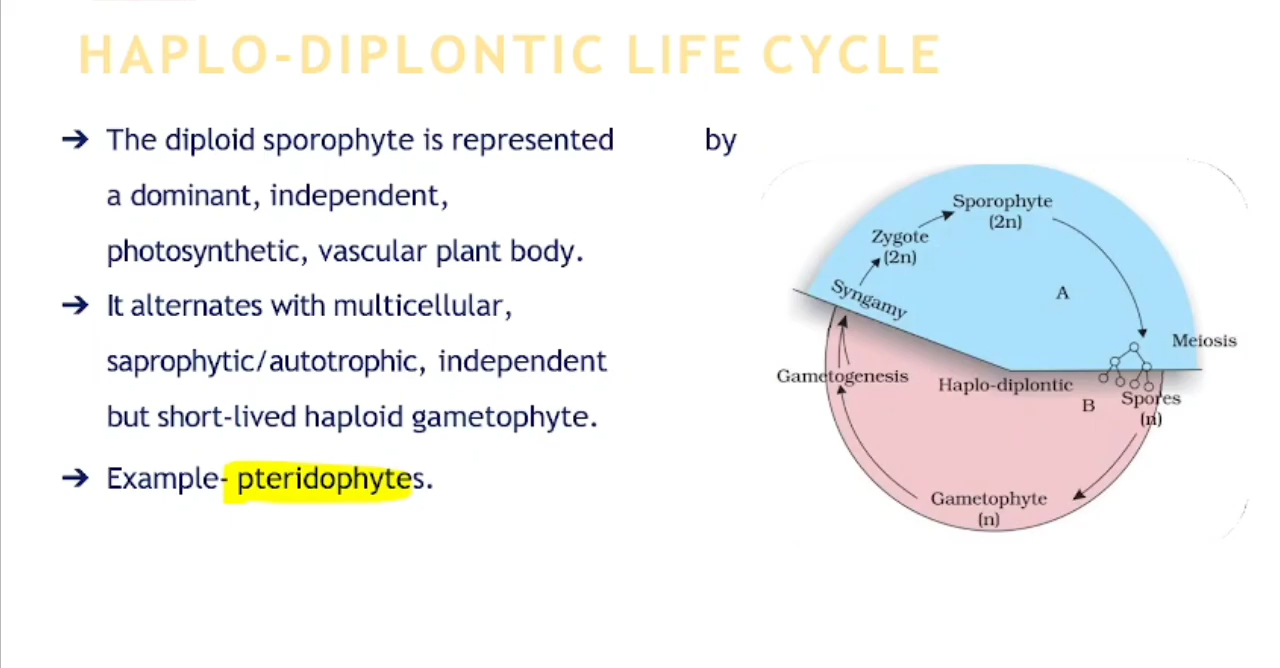 HAPLO-DIPLONTIC LIFE CYCLE
➔ The diploid sporophyte is represented by
a dominant, independent,
photosynthetic, vascular plant body.
➔ It alternates with multicellular,
saprophytic/autotrophic, independent
but short-lived haploid gametophyte.
➔ Example- pteridophytes.
Sporophyte
(2n)
Zygote
(2n)
Syngamy
A
Meiosis
Gametogenesis
Haplo-diplontic
B
Spores
(n)
Gametophyte
(n)